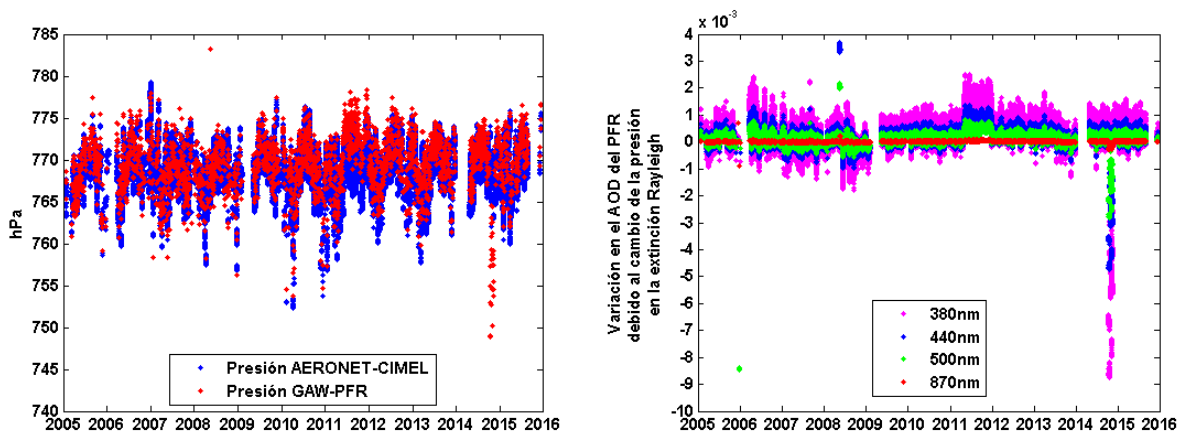 785
780
775
770
765
760
755
750
745
740
hPa
2005 2006 2007 2008 2009 2010 2011 2012 2013 2014 2015 2016
Presión AERONET-CIMEL
Presión GAW-PFR
x 10⁻³
4
3
2
1
0
-1
-2
-3
-4
-5
-6
-7
-8
-9
-10
Variación en el AOD del PFR
debido al cambio de la presión
en la extinción Rayleigh
380nm
440nm
500nm
870nm
2005 2006 2007 2008 2009 2010 2011 2012 2013 2014 2015 2016